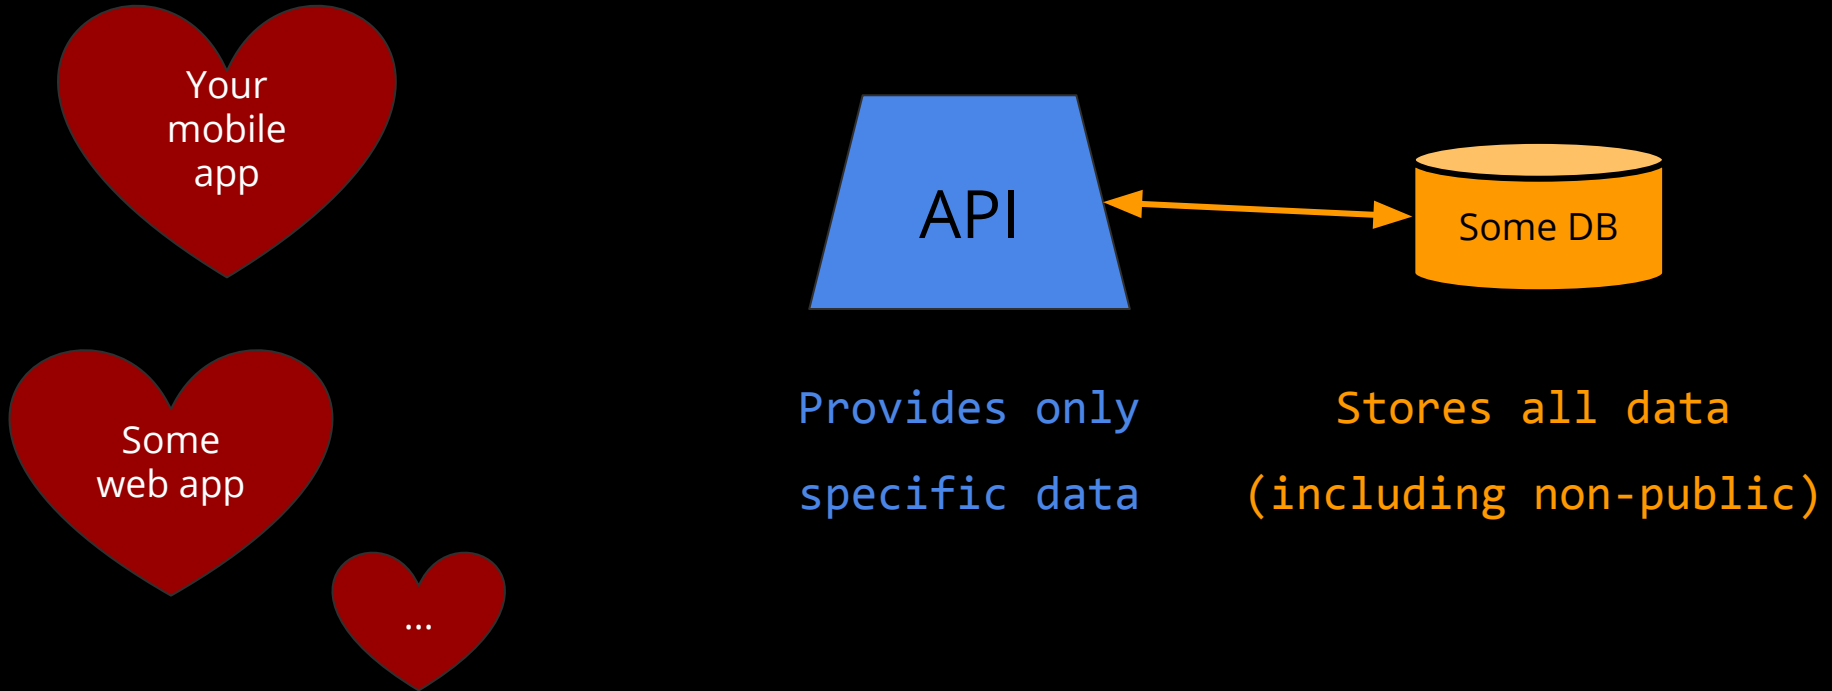 Your
mobile
app
API
Some DB
Provides only
specific data
Stores all data
(including non-public)
Some
web app
...